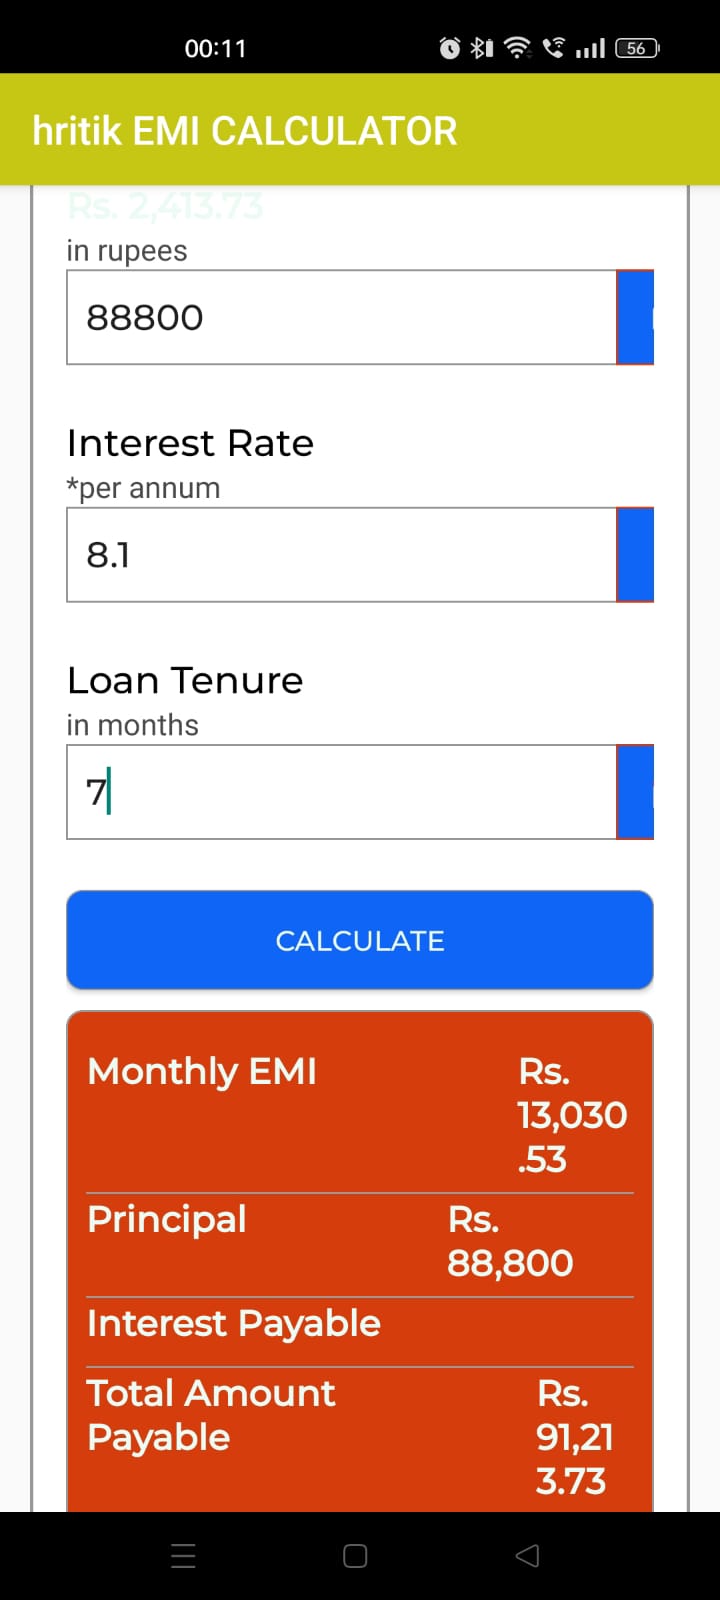 00:11
56
hritik EMI CALCULATOR
Rs. 2,413.73
in rupees
88800
Interest Rate
*per annum
8.1
Loan Tenure
in months
7
CALCULATE
Monthly EMI
Rs.
13,030
.53
Principal
Rs.
88,800
Interest Payable
Total Amount
Payable
Rs.
91,21
3.73